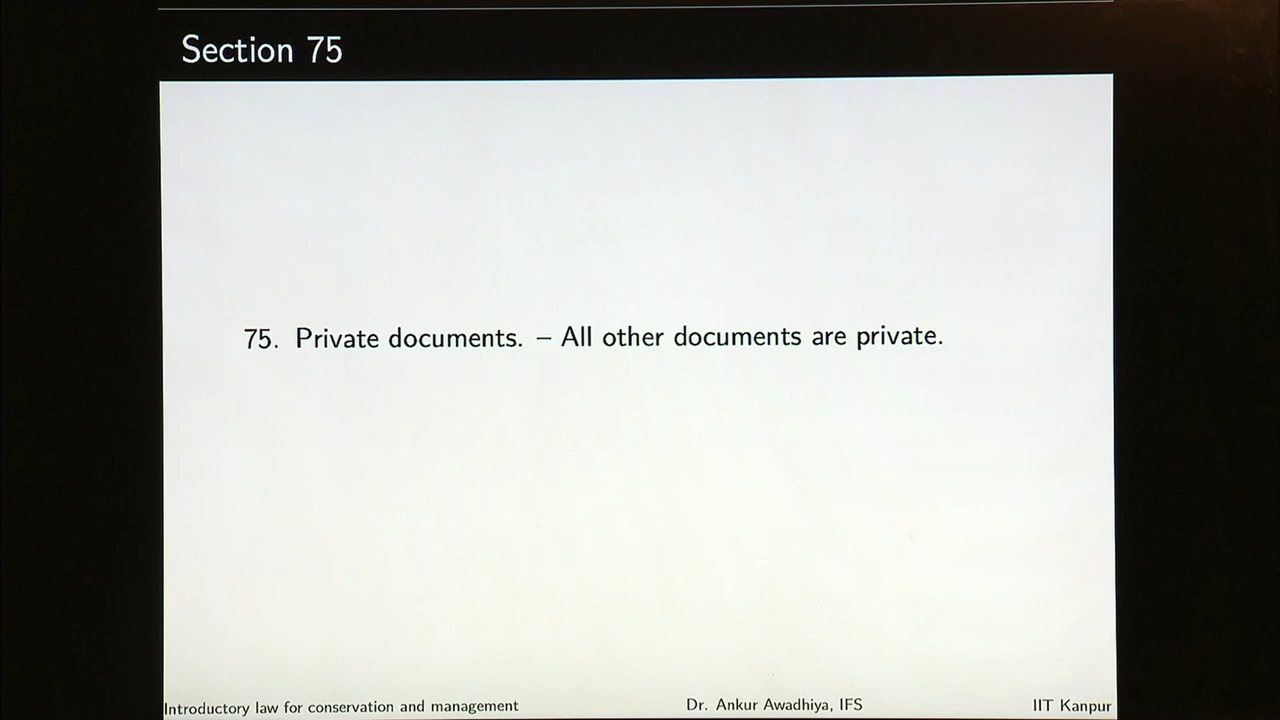 Section 75
75. Private documents. – All other documents are private.
Introductory law for conservation and management
Dr. Ankur Awadhiya, IFS
IIT Kanpur